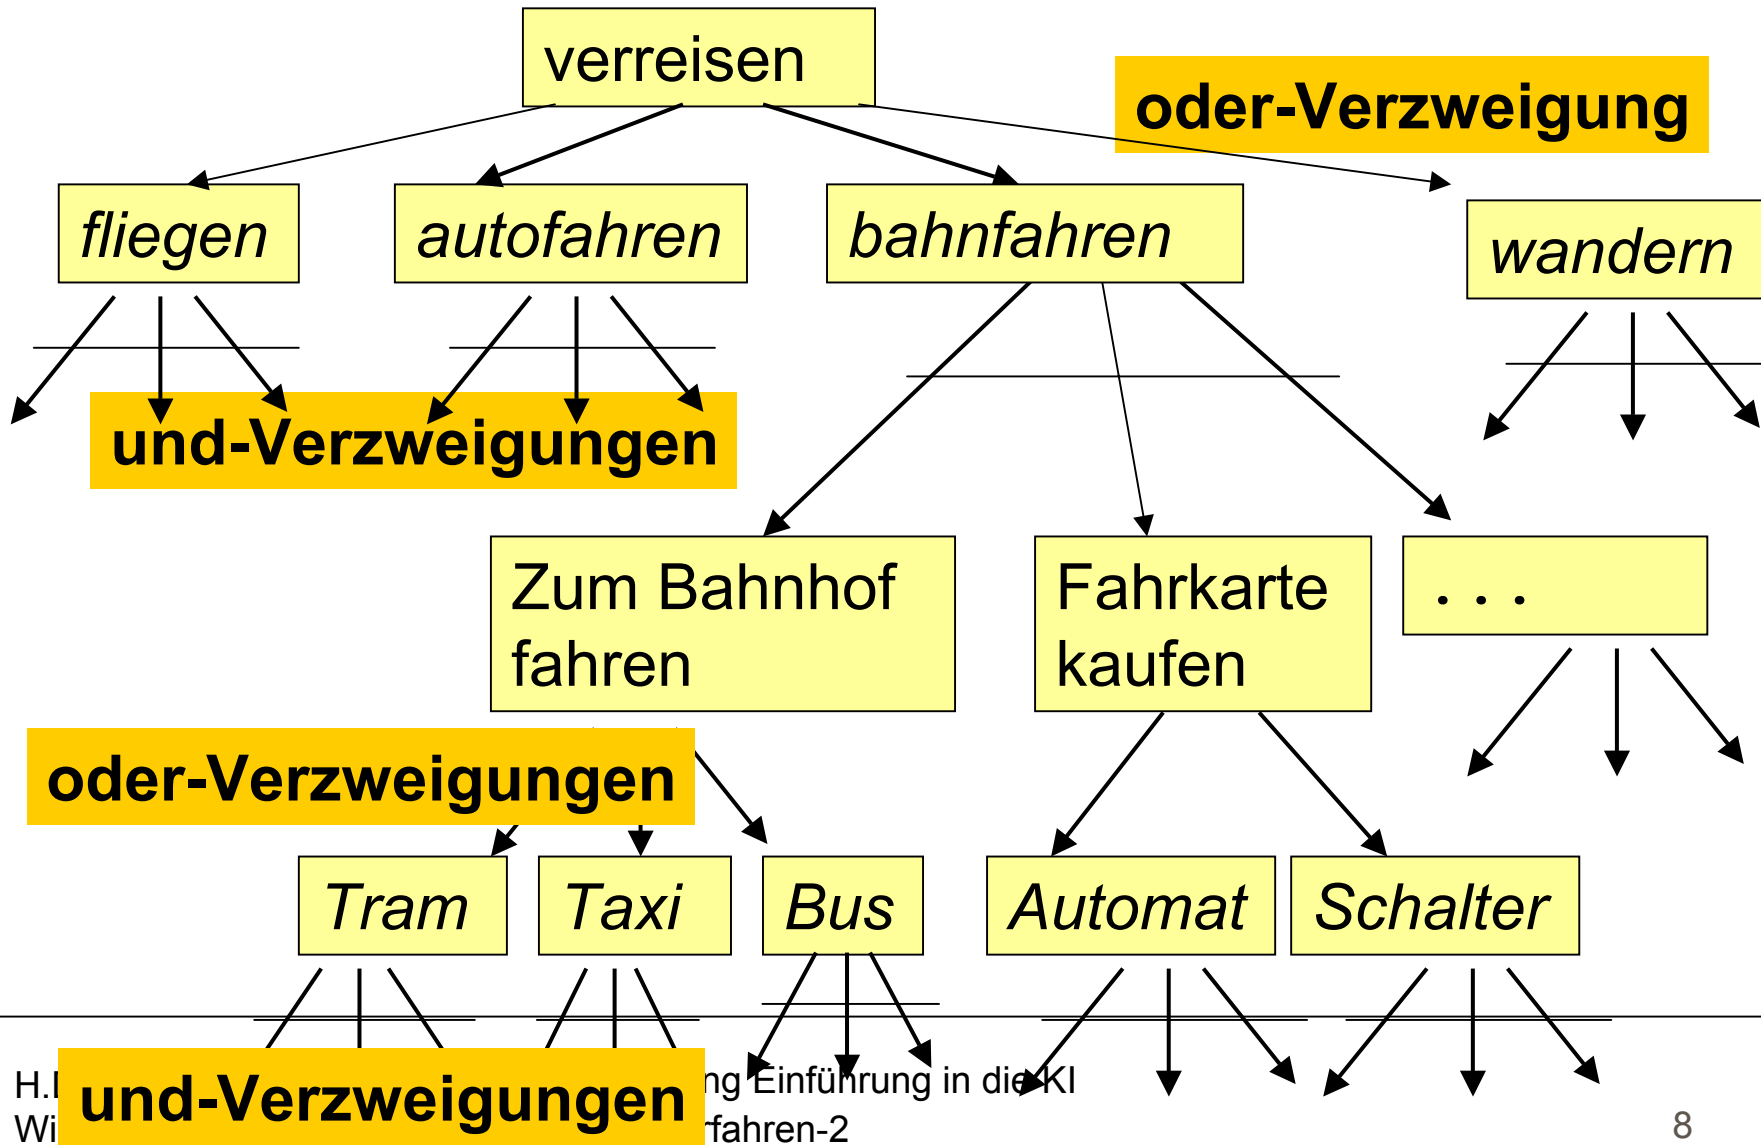 verreisen
oder-Verzweigung
fliegen
autofahren
bahnfahren
wandern
und-Verzweigungen
Zum Bahnhof
fahren
Fahrkarte
kaufen
. . .
oder-Verzweigungen
Tram
Taxi
Bus
Automat
Schalter
und-Verzweigungen
Einführung in die KI
8